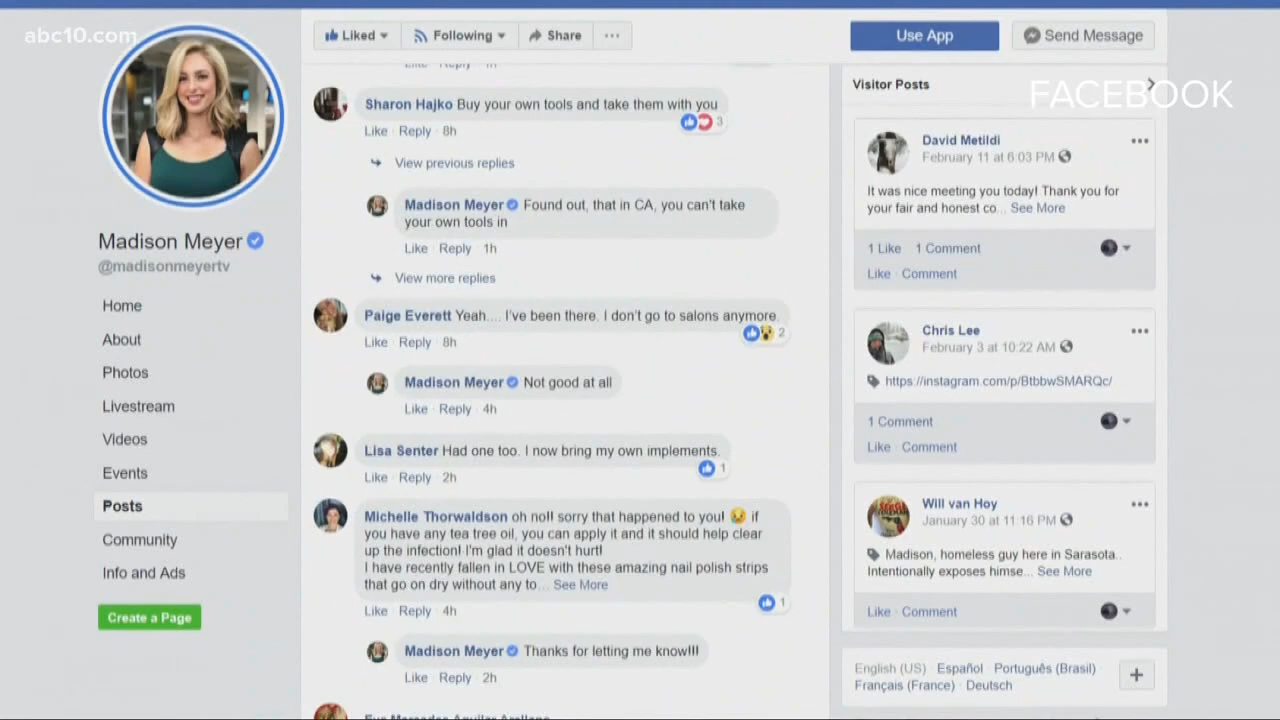 abc10.com
Liked
Following
Share
Use App
Send Message
FACEBOOK
Madison Meyer
@madisonmeyertv
Home
About
Photos
Livestream
Videos
Events
Posts
Community
Info and Ads
Create a Page
Like Reply 1h
Sharon Hajko Buy your own tools and take them with you
3
Like · Reply · 8h
View previous replies
Madison Meyer Found out, that in CA, you can't take
your own tools in
Like · Reply · 1h
View more replies
Paige Everett Yeah.... I've been there. I don't go to salons anymore.
2
Like · Reply · 8h
Madison Meyer Not good at all
Like · Reply · 4h
Lisa Senter Had one too. I now bring my own implements.
1
Like · Reply · 2h
Michelle Thorwaldson oh no!! sorry that happened to you! 😢 if
you have any tea tree oil, you can apply it and it should help clear
up the infection! I'm glad it doesn't hurt!
I have recently fallen in LOVE with these amazing nail polish strips
that go on dry without any to... See More
1
Like · Reply · 4h
Madison Meyer Thanks for letting me know!!!
Like · Reply · 2h
Visitor Posts
David Metildi
February 11 at 6:03 PM
It was nice meeting you today! Thank you for
your fair and honest co... See More
1 Like 1 Comment
Like · Comment
Chris Lee
February 3 at 10:22 AM
https://instagram.com/p/BtbbwSMARQc/
1 Comment
Like · Comment
Will van Hoy
January 30 at 11:16 PM
Madison, homeless guy here in Sarasota..
Intentionally exposes himse... See More
Like · Comment
English (US) · Español · Português (Brasil) ·
Français (France) · Deutsch